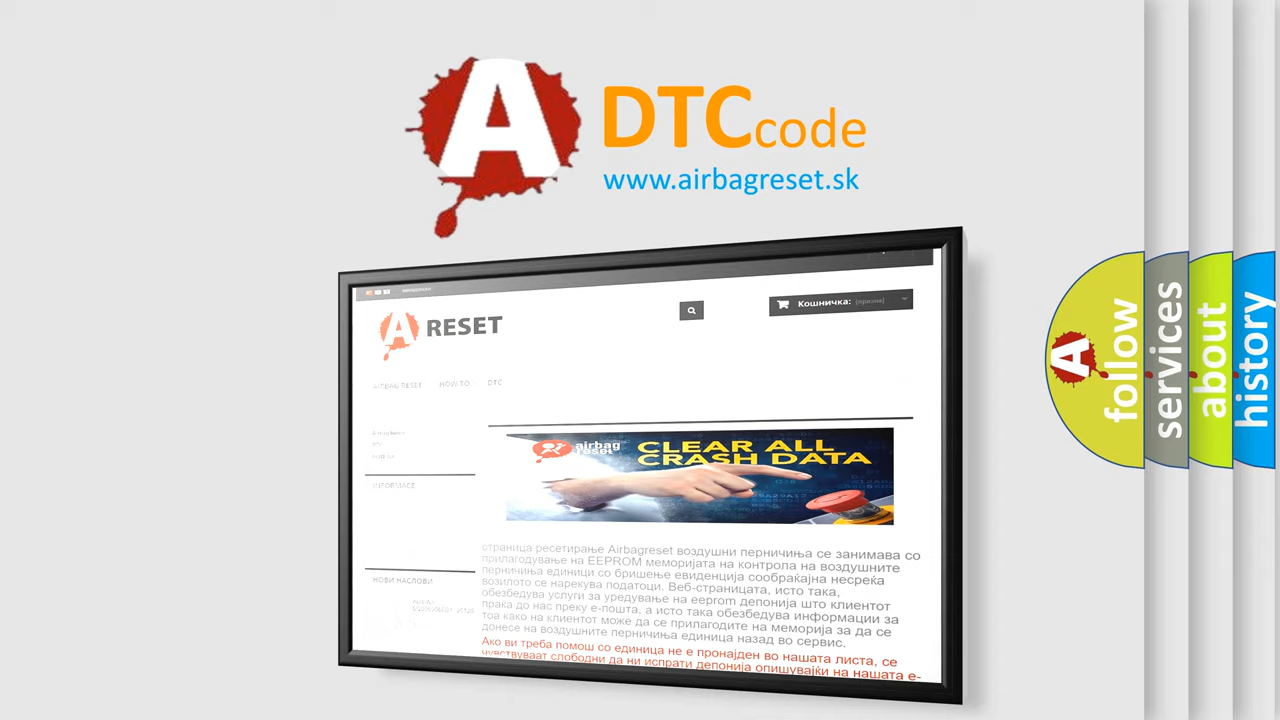 A DTC code
www.airbagreset.sk
A RESET
Кошничка: (празна)
AIRBAG RESET HOW TO DTC
airbag reset
CLEAR ALL
CRASH DATA
INFORMACE
НОВИ НАСЛОВИ
страница ресетирање Airbagreset воздушни перничиња се занимава со
прилагодување на EEPROM меморијата на контрола на воздушните
перничиња единици со бришење евиденција сообраќајна несреќа
возилото се нарекува податоци. Веб-страницата, исто така,
обезбедува услуги за уредување на eeprom депонија што клиентот
праќа до нас преку е-пошта, а исто така обезбедува информации за
тоа како на клиентот може да се прилагодите на меморија за да се
донесе на воздушните перничиња единица назад во сервис.
Ако ви треба помош со единица не е пронајден во нашата листа, се
чувствуваат слободни да ни испрати депонија опишувајќи на нашата е-
A follow
services
about
history